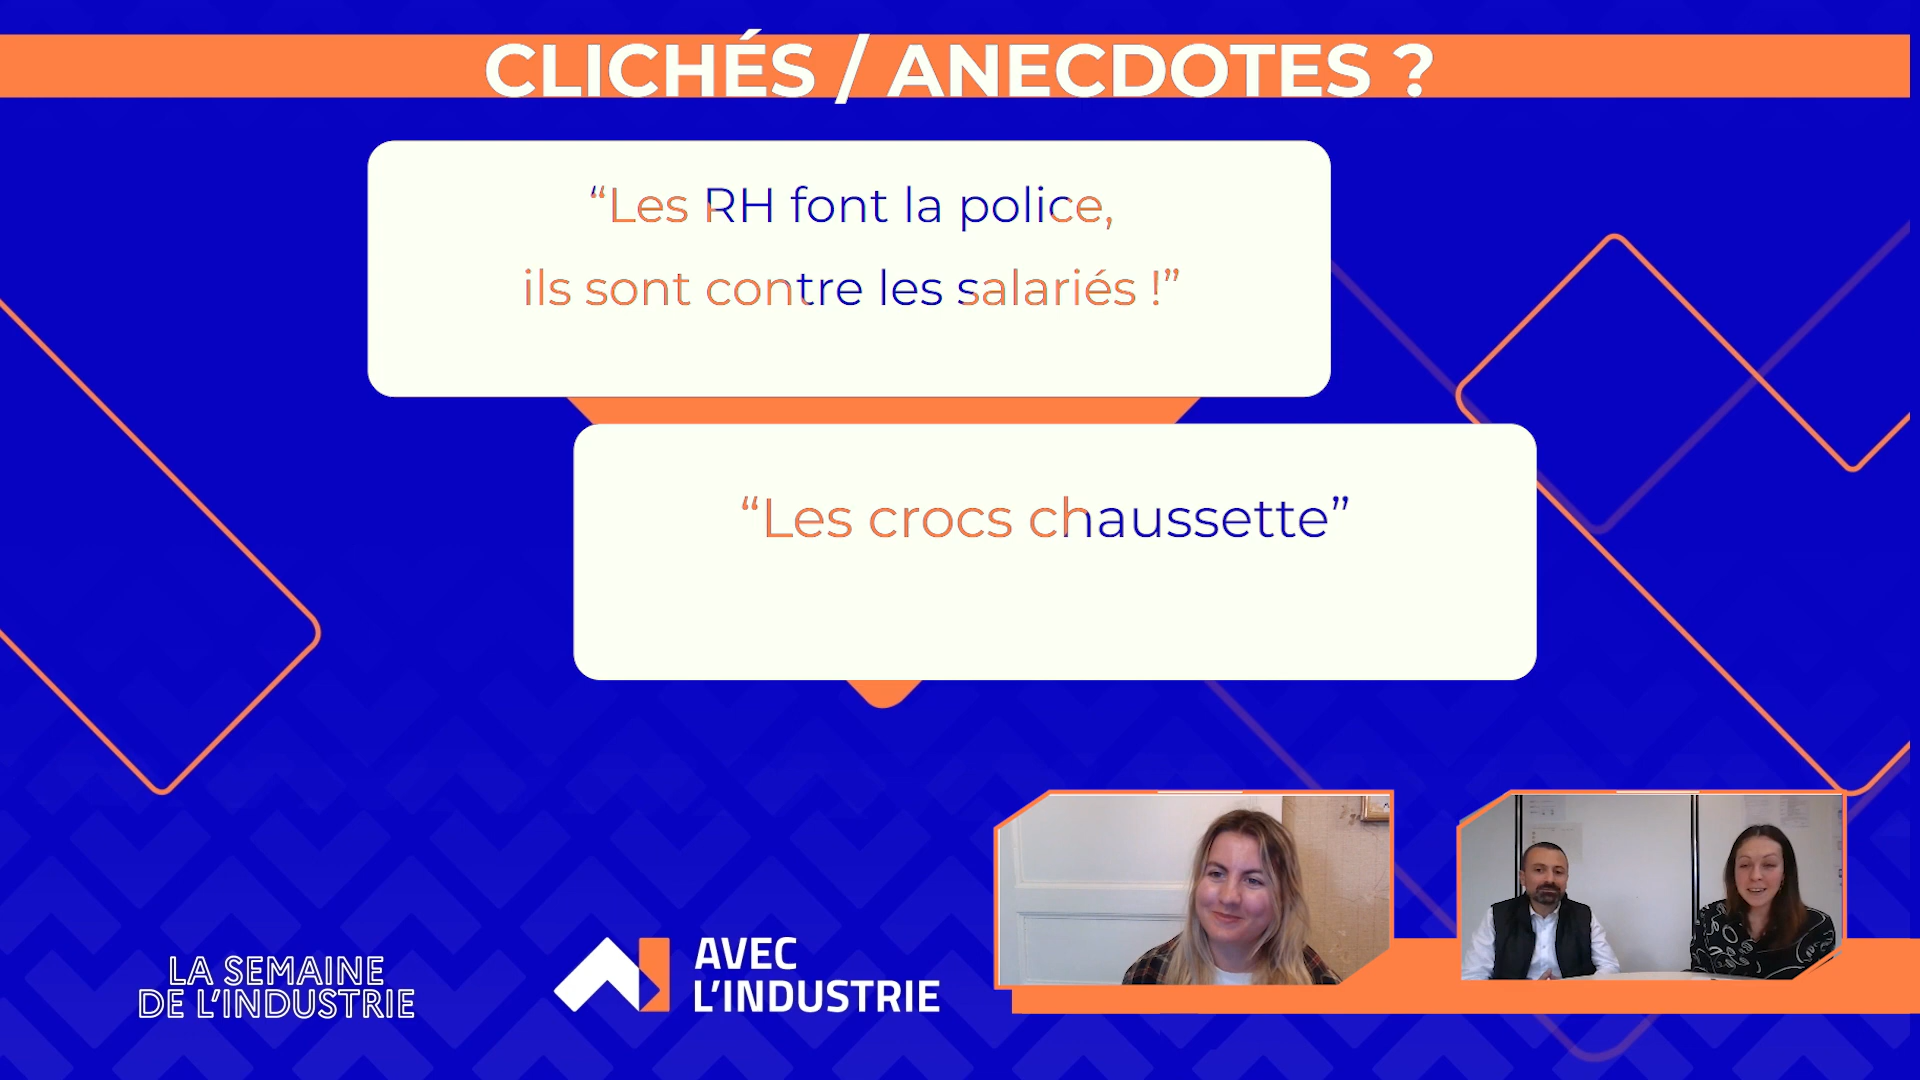 CLICHÉS / ANECDOTES ?
“Les RH font la police,
ils sont contre les salariés !”
“Les crocs chaussette”
LA SEMAINE
DE L’INDUSTRIE
AVEC
L’INDUSTRIE